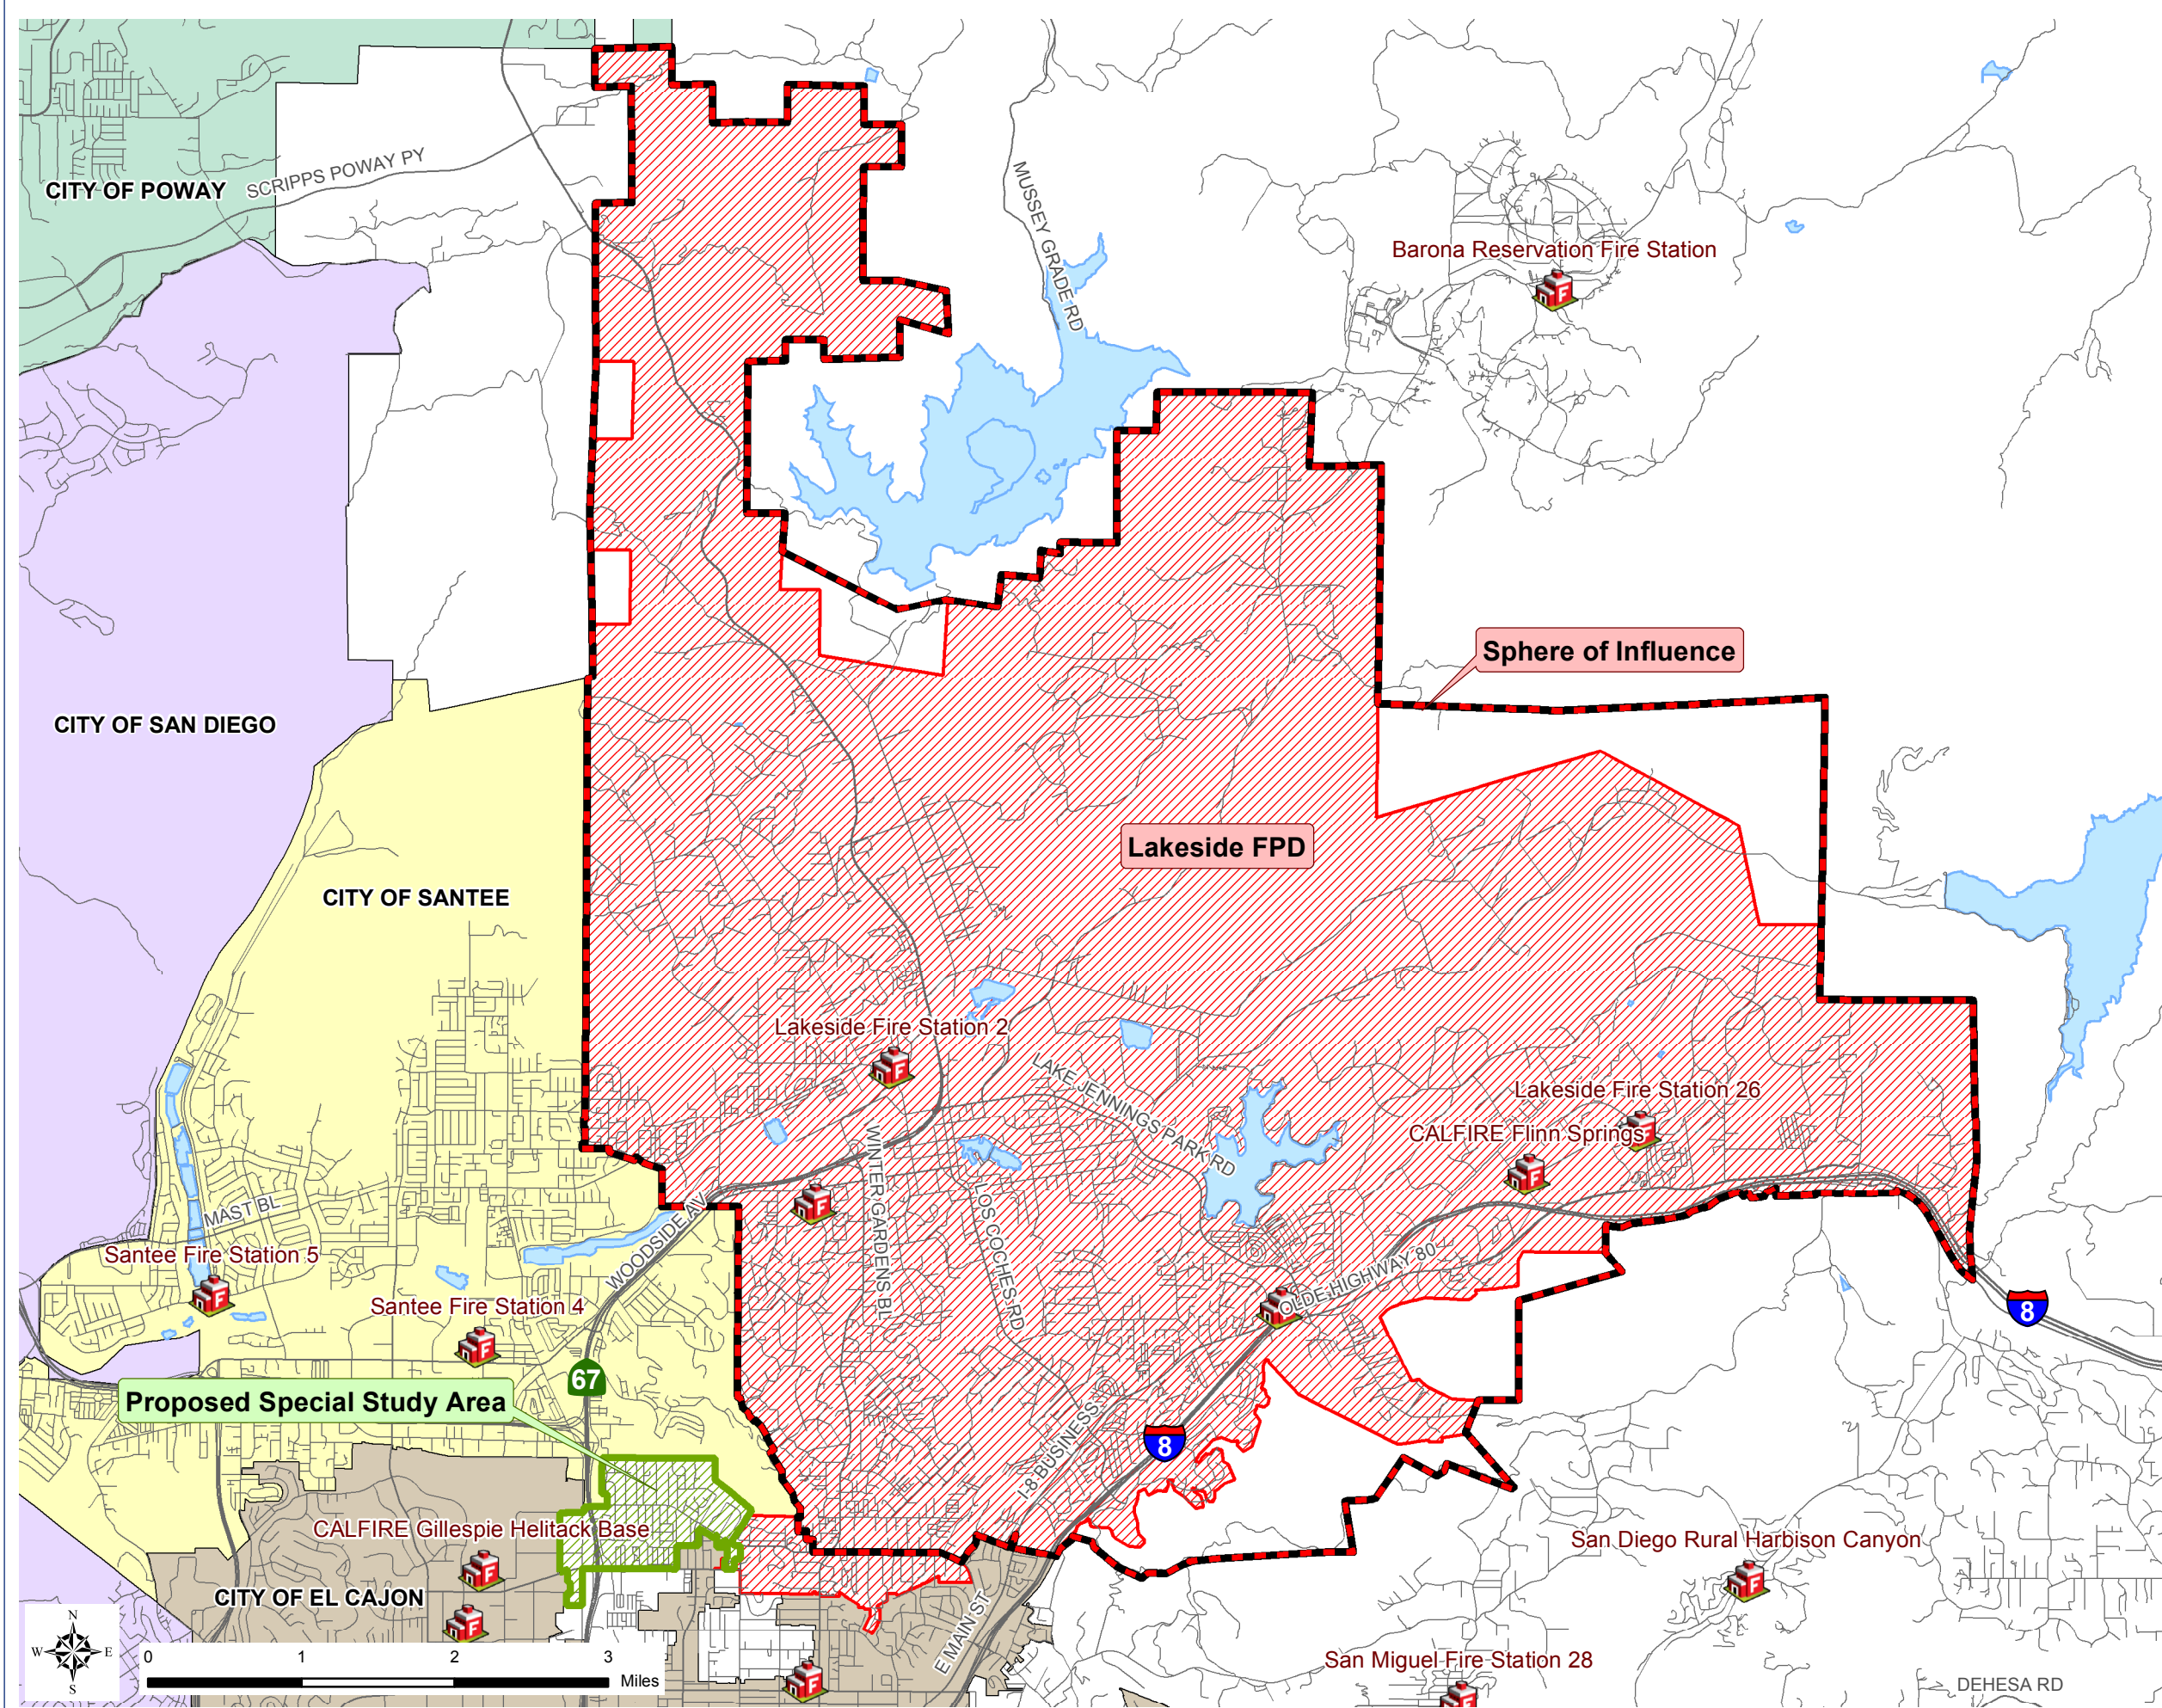 CITY OF POWAY
SCRIPPS POWAY PY
MUSSEY GRADE RD
Barona Reservation Fire Station
F
Sphere of Influence
CITY OF SAN DIEGO
Lakeside FPD
CITY OF SANTEE
Lakeside Fire Station 2
F
LAKE JENNINGS PARK RD
Lakeside Fire Station 26
F
CALFIRE Flinn Springs
F
WINTER GARDENS BL
LOS COCHES RD
F
MAST BL
WOODSIDE AV
Santee Fire Station 5
F
OLDE HIGHWAY 80
F
Santee Fire Station 4
F
8
67
Proposed Special Study Area
I-8 BUSINESS
8
CALFIRE Gillespie Helitack Base
F
San Diego Rural Harbison Canyon
F
CITY OF EL CAJON
F
E MAIN ST
N
W E
S
0 1 2 3
Miles
F
San Miguel Fire Station 28
F
DEHESA RD